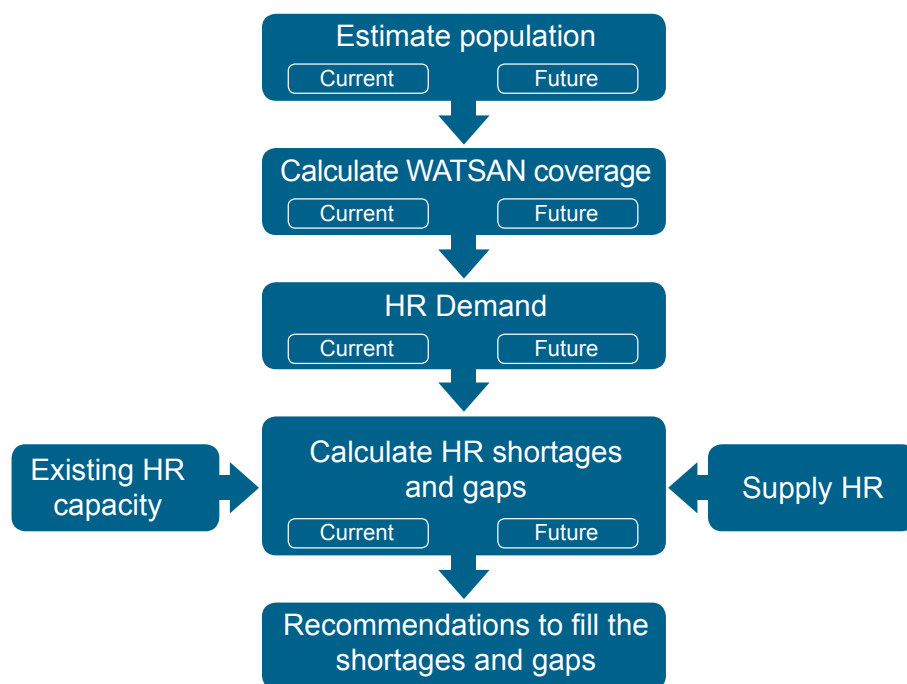 Estimate population
Current
Future
Calculate WATSAN coverage
Current
Future
HR Demand
Current
Future
Existing HR
capacity
Calculate HR shortages
and gaps
Current
Future
Supply HR
Recommendations to fill the
shortages and gaps